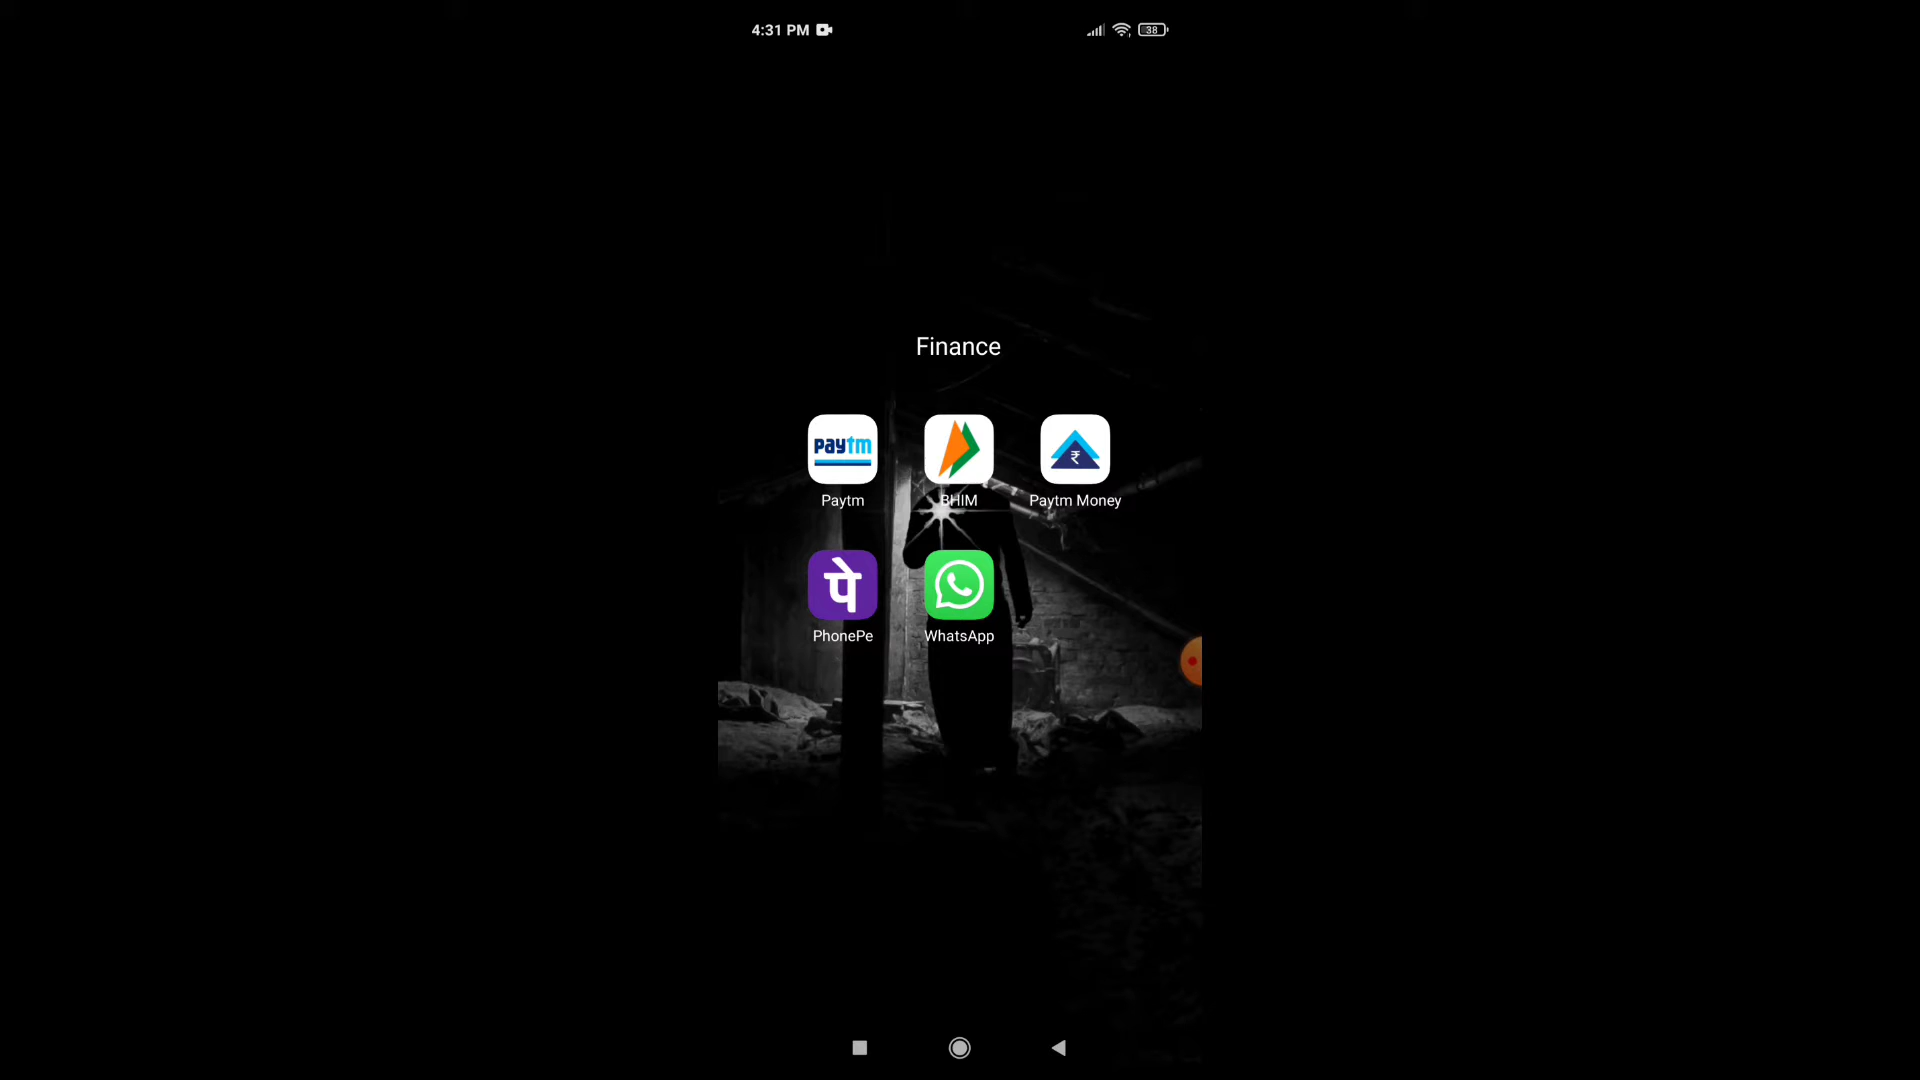 4:31 PM
38
Finance
paytm
₹
Paytm
BHIM
Paytm Money
पे
PhonePe
WhatsApp